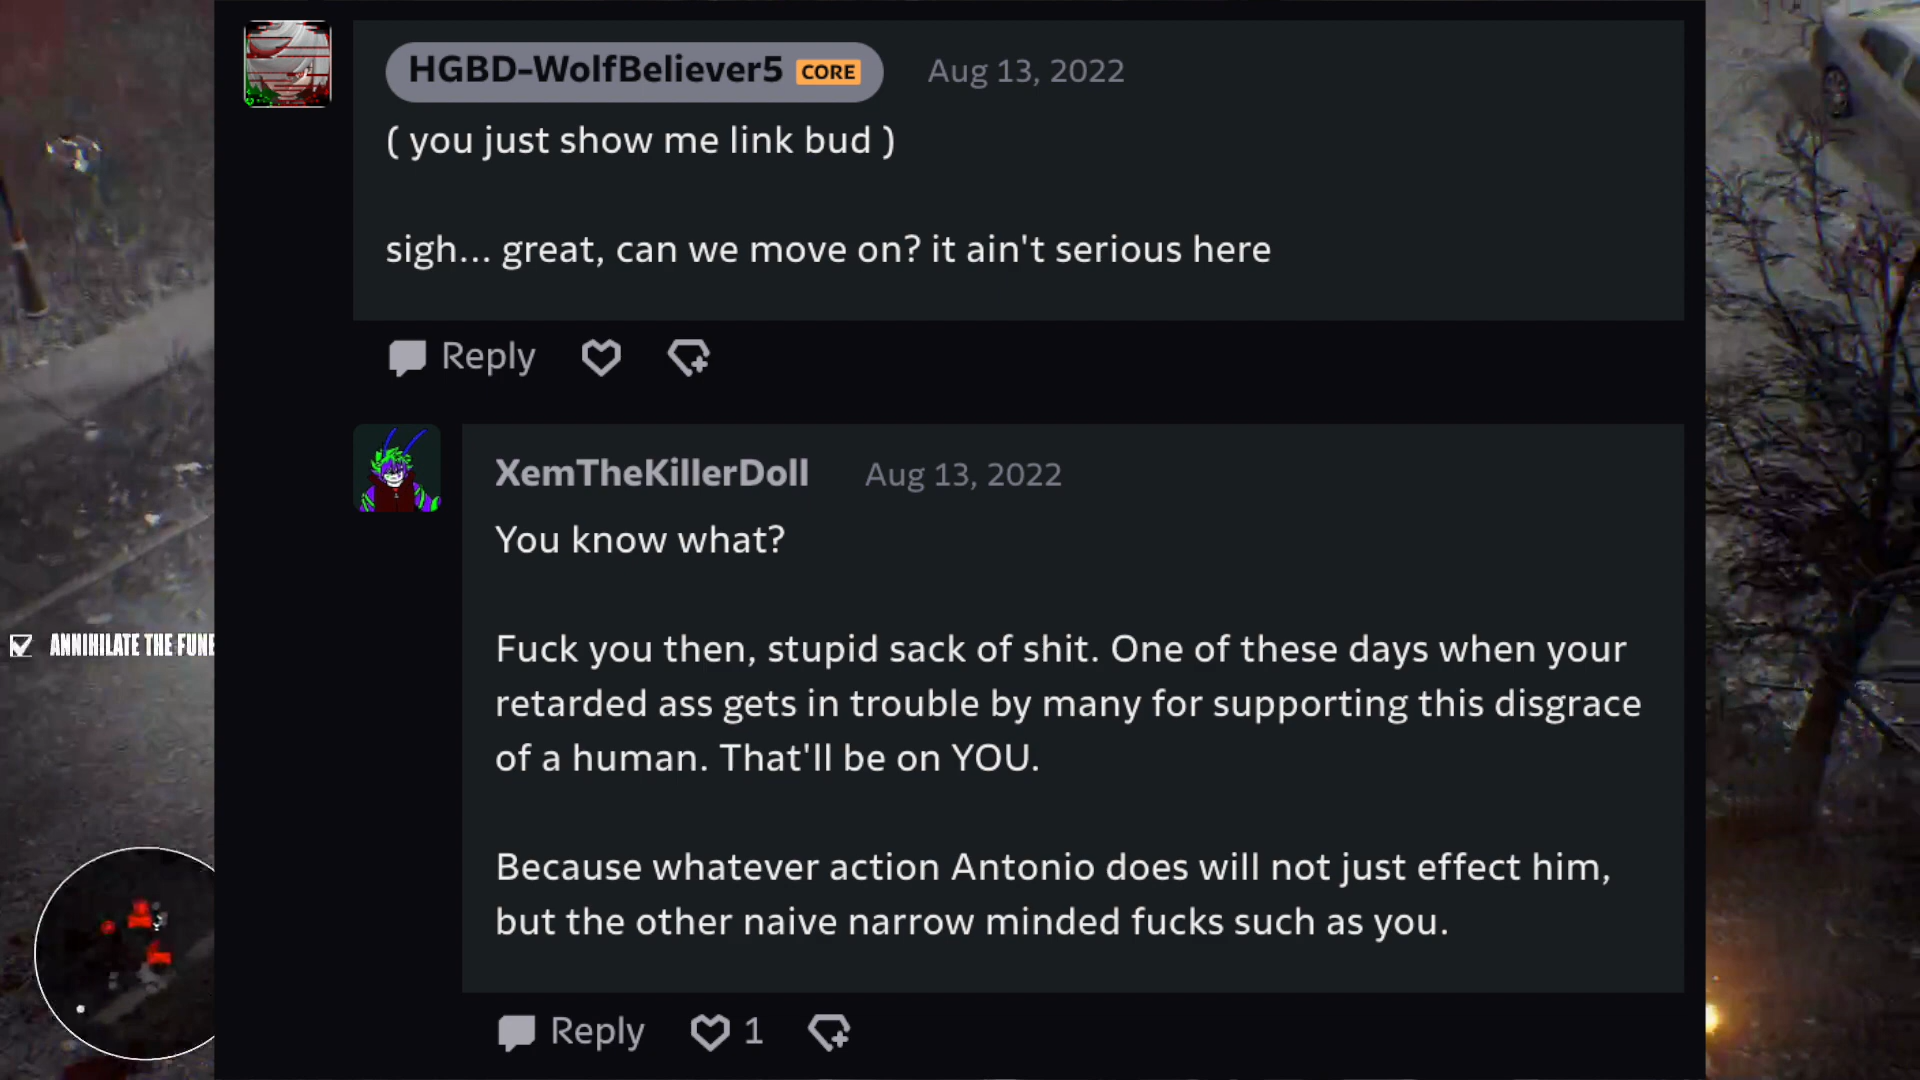 HGBD-WolfBeliever5 CORE Aug 13, 2022
( you just show me link bud )
sigh... great, can we move on? it ain't serious here
Reply
XemTheKillerDoll Aug 13, 2022
You know what?
Fuck you then, stupid sack of shit. One of these days when your
retarded ass gets in trouble by many for supporting this disgrace
of a human. That'll be on YOU.
ANNIHILATE THE FUNE
Because whatever action Antonio does will not just effect him,
but the other naive narrow minded fucks such as you.
Reply 1